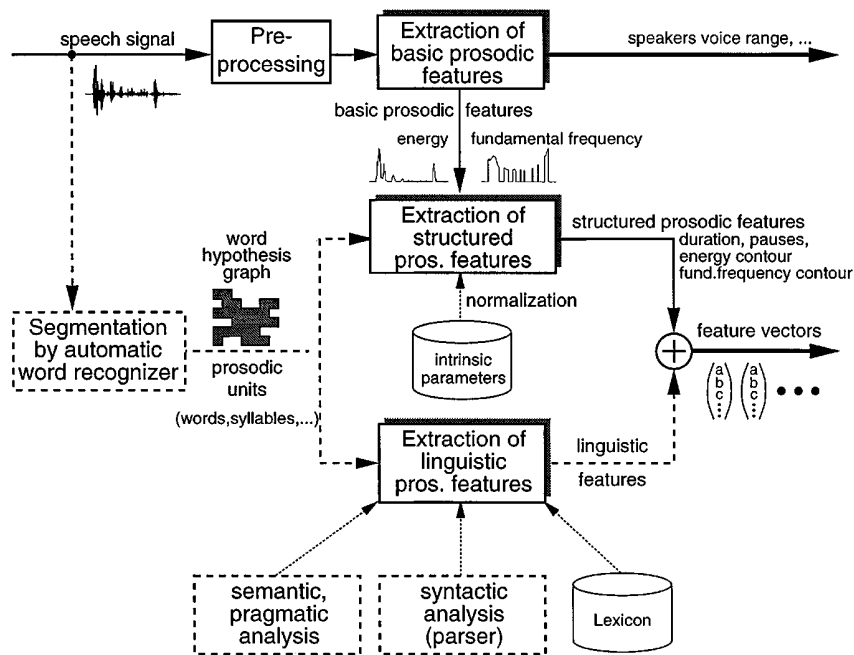 speech signal
Pre-
processing
Extraction of
basic prosodic
features
speakers voice range, ...
basic prosodic features
energy fundamental frequency
Extraction of
structured
pros. features
structured prosodic features
duration, pauses,
energy contour
fund.frequency contour
word
hypothesis
graph
normalization
Segmentation
by automatic
word recognizer
prosodic
units
(words,syllables,...)
intrinsic
parameters
+
feature vectors
a
b
c
a
b
c
Extraction of
linguistic
pros. features
linguistic
features
semantic,
pragmatic
analysis
syntactic
analysis
(parser)
Lexicon